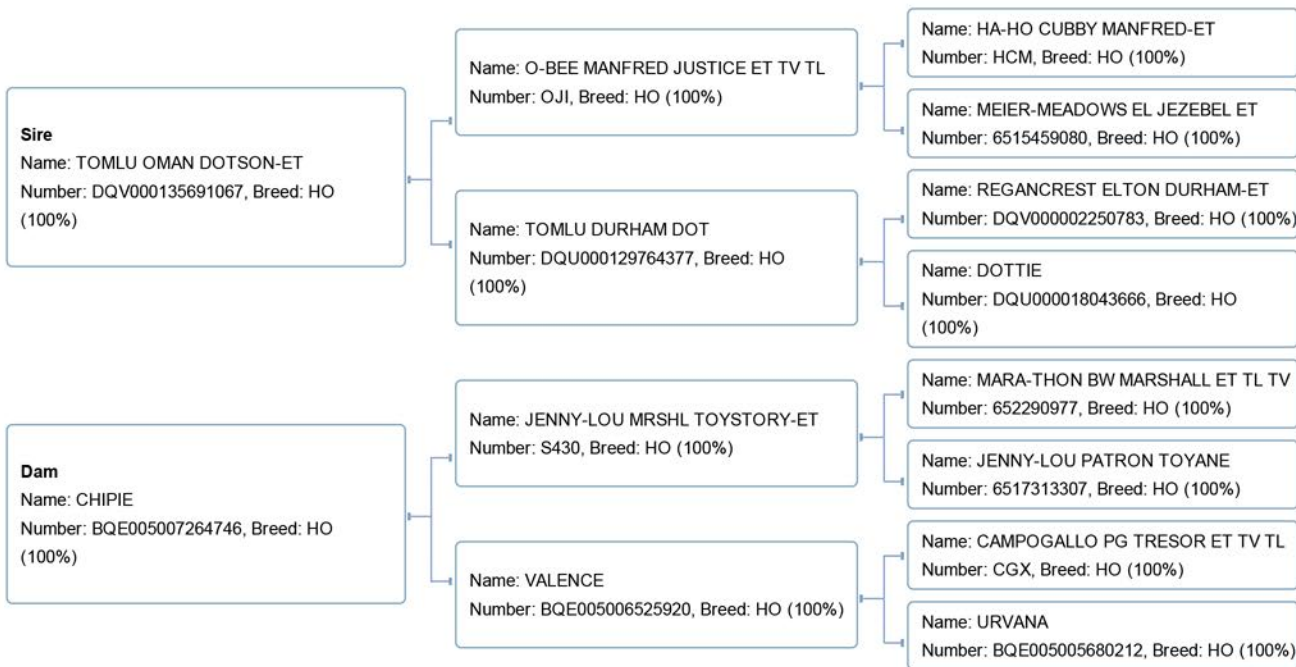 Sire
Name: TOMLU OMAN DOTSON-ET
Number: DQV000135691067, Breed: HO
(100%)
Name: O-BEE MANFRED JUSTICE ET TV TL
Number: OJI, Breed: HO (100%)
Name: HA-HO CUBBY MANFRED-ET
Number: HCM, Breed: HO (100%)
Name: MEIER-MEADOWS EL JEZEBEL ET
Number: 6515459080, Breed: HO (100%)
Name: TOMLU DURHAM DOT
Number: DQU000129764377, Breed: HO
(100%)
Name: REGANCREST ELTON DURHAM-ET
Number: DQV000002250783, Breed: HO (100%)
Name: DOTTIE
Number: DQU000018043666, Breed: HO
(100%)
Dam
Name: CHIPIE
Number: BQE005007264746, Breed: HO
(100%)
Name: JENNY-LOU MRSHL TOYSTORY-ET
Number: S430, Breed: HO (100%)
Name: MARA-THON BW MARSHALL ET TL TV
Number: 652290977, Breed: HO (100%)
Name: JENNY-LOU PATRON TOYANE
Number: 6517313307, Breed: HO (100%)
Name: VALENCE
Number: BQE005006525920, Breed: HO (100%)
Name: CAMPOGALLO PG TRESOR ET TV TL
Number: CGX, Breed: HO (100%)
Name: URVANA
Number: BQE005005680212, Breed: HO (100%)